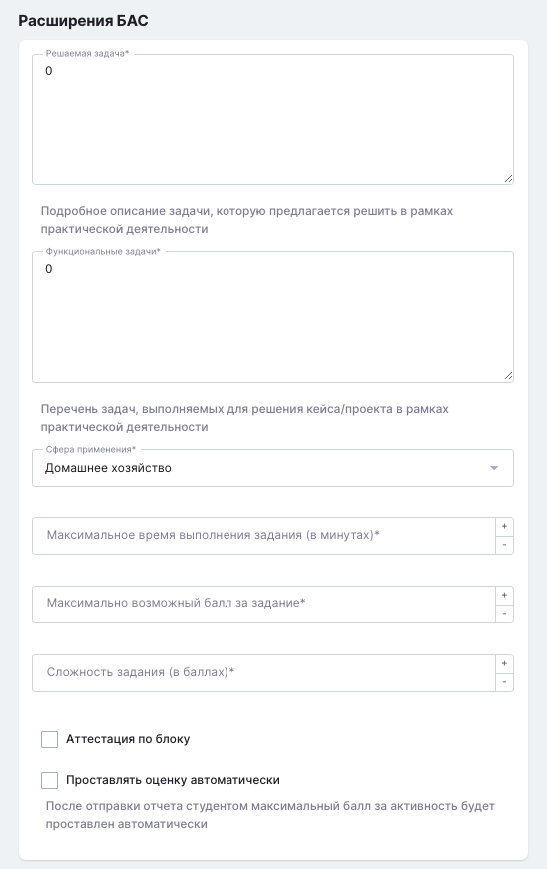 Расширения БАС
Решаемая задача*
0
Подробное описание задачи, которую предлагается решить в рамках
практической деятельности
Функциональные задачи*
0
Перечень задач, выполняемых для решения кейса/проекта в рамках
практической деятельности
Сфера применения*
Домашнее хозяйство
Максимальное время выполнения задания (в минутах)*
+
-
Максимально возможный балл за задание*
+
-
Сложность задания (в баллах)*
+
-
Аттестация по блоку
Проставлять оценку автоматически
После отправки отчета студентом максимальный балл за активность будет
проставлен автоматически